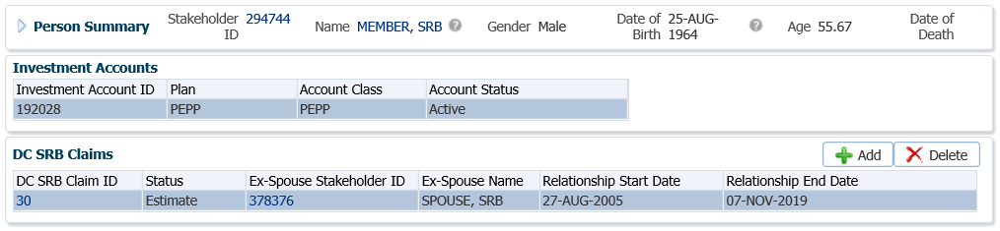 Person Summary Stakeholder ID 294744 Name MEMBER, SRB Gender Male Date of Birth 25-AUG-1964 Age 55.67 Date of Death
Investment Accounts
Investment Account ID Plan Account Class Account Status
192028 PEPP PEPP Active
DC SRB Claims Add Delete
DC SRB Claim ID Status Ex-Spouse Stakeholder ID Ex-Spouse Name Relationship Start Date Relationship End Date
30 Estimate 378376 SPOUSE, SRB 27-AUG-2005 07-NOV-2019